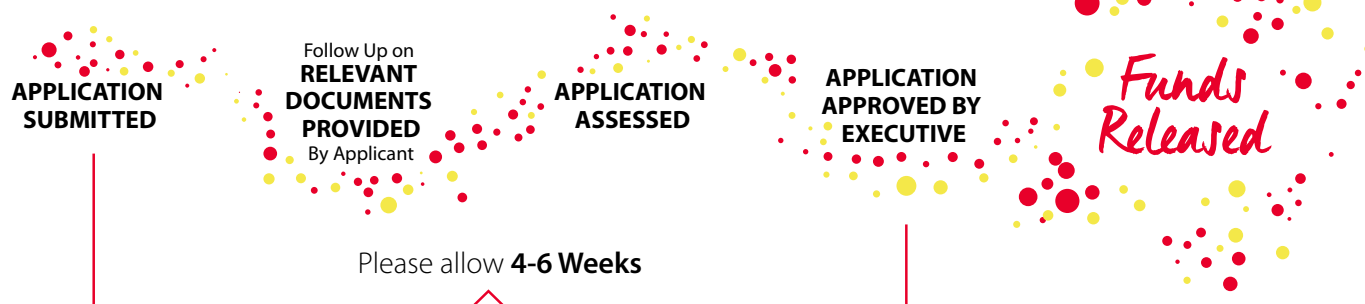 APPLICATION
SUBMITTED
Follow Up on
RELEVANT
DOCUMENTS
PROVIDED
By Applicant
APPLICATION
ASSESSED
APPLICATION
APPROVED BY
EXECUTIVE
Funds
Released
Please allow 4-6 Weeks